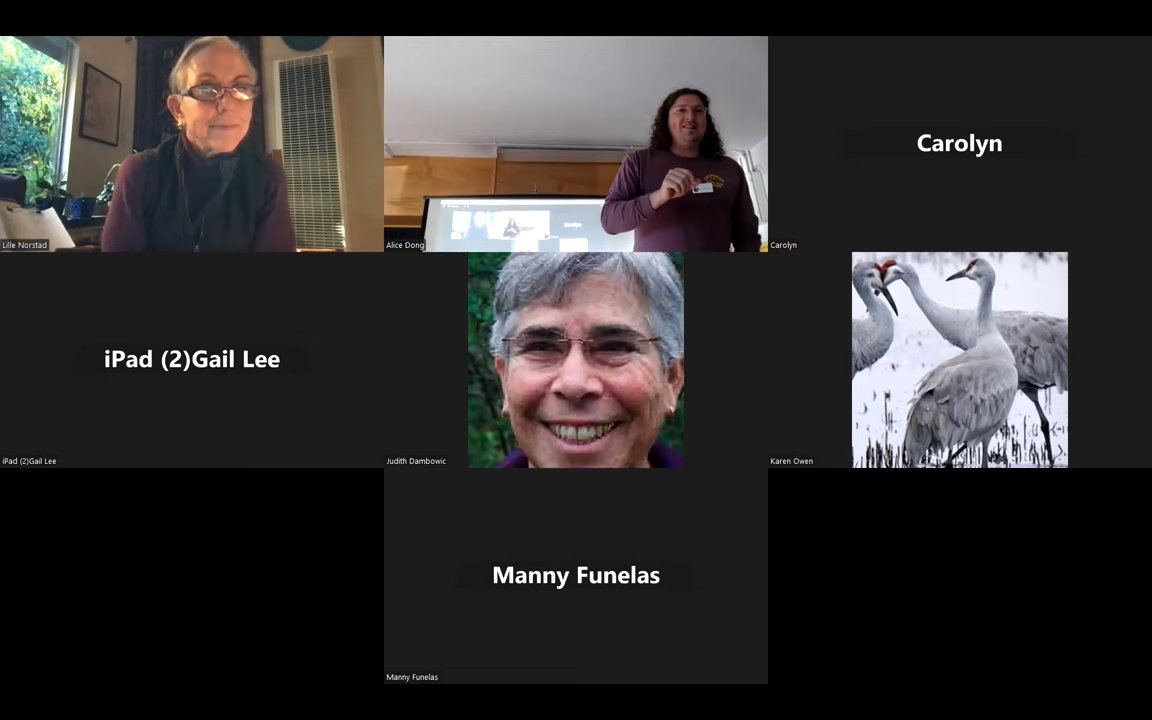 Lille Norstad
Alice Dong
Carolyn
Carolyn
iPad (2)Gail Lee
iPad (2)Gail Lee
Judith Dambowic
Karen Owen
Manny Funelas
Manny Funelas